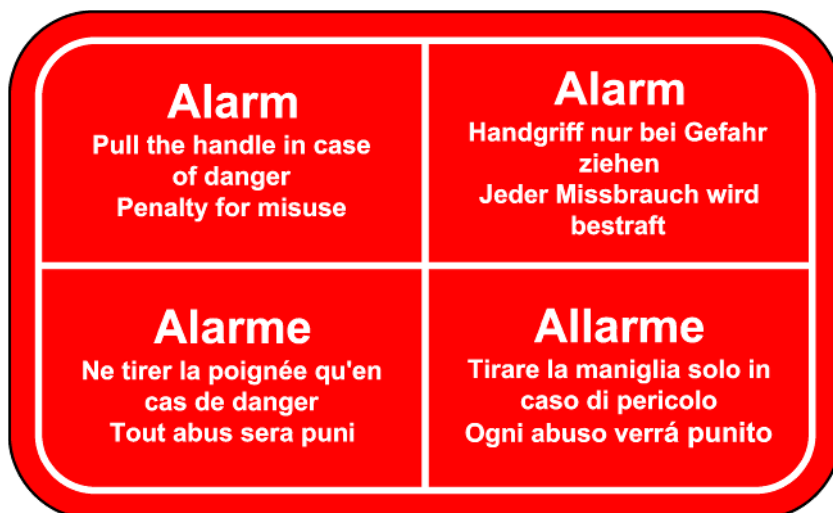 Alarm
Pull the handle in case
of danger
Penalty for misuse
Alarm
Handgriff nur bei Gefahr
ziehen
Jeder Missbrauch wird
bestraft
Alarme
Ne tirer la poignée qu'en
cas de danger
Tout abus sera puni
Allarme
Tirare la maniglia solo in
caso di pericolo
Ogni abuso verrá punito